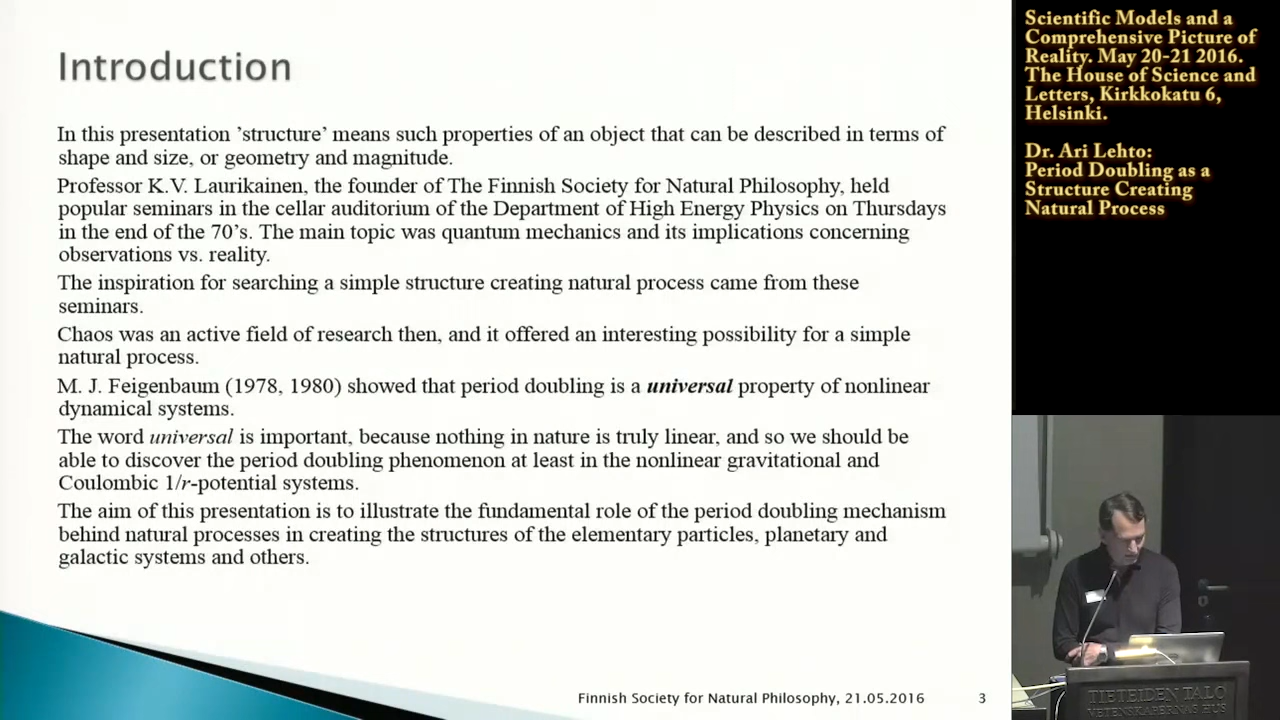 Introduction
In this presentation ’structure’ means such properties of an object that can be described in terms of
shape and size, or geometry and magnitude.
Professor K.V. Laurikainen, the founder of The Finnish Society for Natural Philosophy, held
popular seminars in the cellar auditorium of the Department of High Energy Physics on Thursdays
in the end of the 70’s. The main topic was quantum mechanics and its implications concerning
observations vs. reality.
The inspiration for searching a simple structure creating natural process came from these
seminars.
Chaos was an active field of research then, and it offered an interesting possibility for a simple
natural process.
M. J. Feigenbaum (1978, 1980) showed that period doubling is a universal property of nonlinear
dynamical systems.
The word universal is important, because nothing in nature is truly linear, and so we should be
able to discover the period doubling phenomenon at least in the nonlinear gravitational and
Coulombic 1/r-potential systems.
The aim of this presentation is to illustrate the fundamental role of the period doubling mechanism
behind natural processes in creating the structures of the elementary particles, planetary and
galactic systems and others.
Finnish Society for Natural Philosophy, 21.05.2016
3
Scientific Models and a
Comprehensive Picture of
Reality. May 20-21 2016.
The House of Science and
Letters, Kirkkokatu 6,
Helsinki.
Dr. Ari Lehto:
Period Doubling as a
Structure Creating
Natural Process
TIETEIDEN TALO
VETENSKAPERNAS HUS